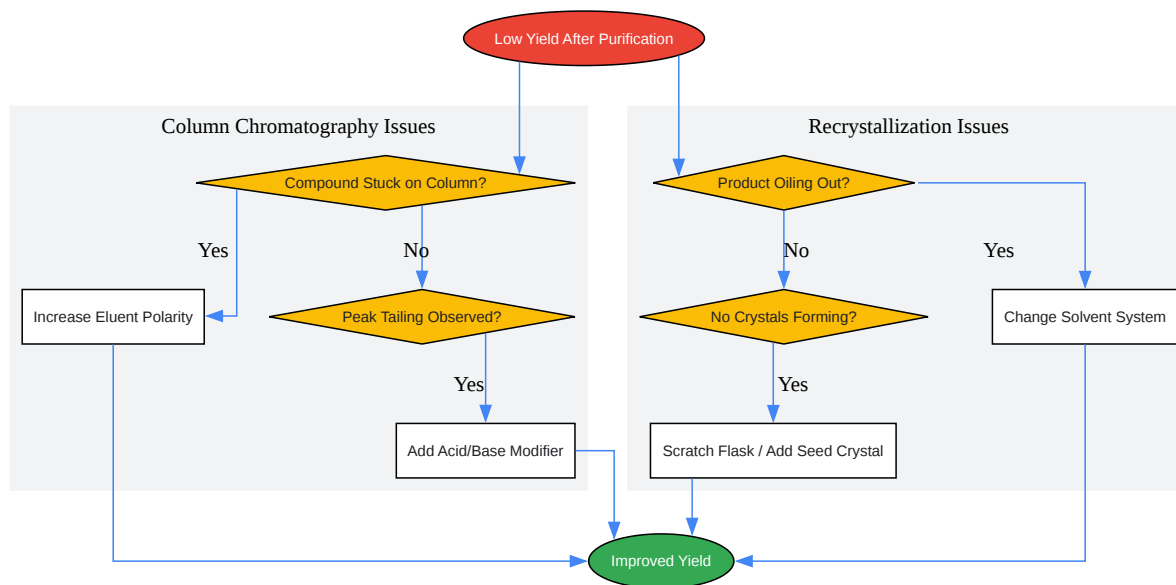 Low Yield After Purification
Column Chromatography Issues
Recrystallization Issues
Compound Stuck on Column?
Product Oiling Out?
Yes
No
No
Yes
Increase Eluent Polarity
Peak Tailing Observed?
No Crystals Forming?
Change Solvent System
Yes
Yes
Add Acid/Base Modifier
Scratch Flask / Add Seed Crystal
Improved Yield